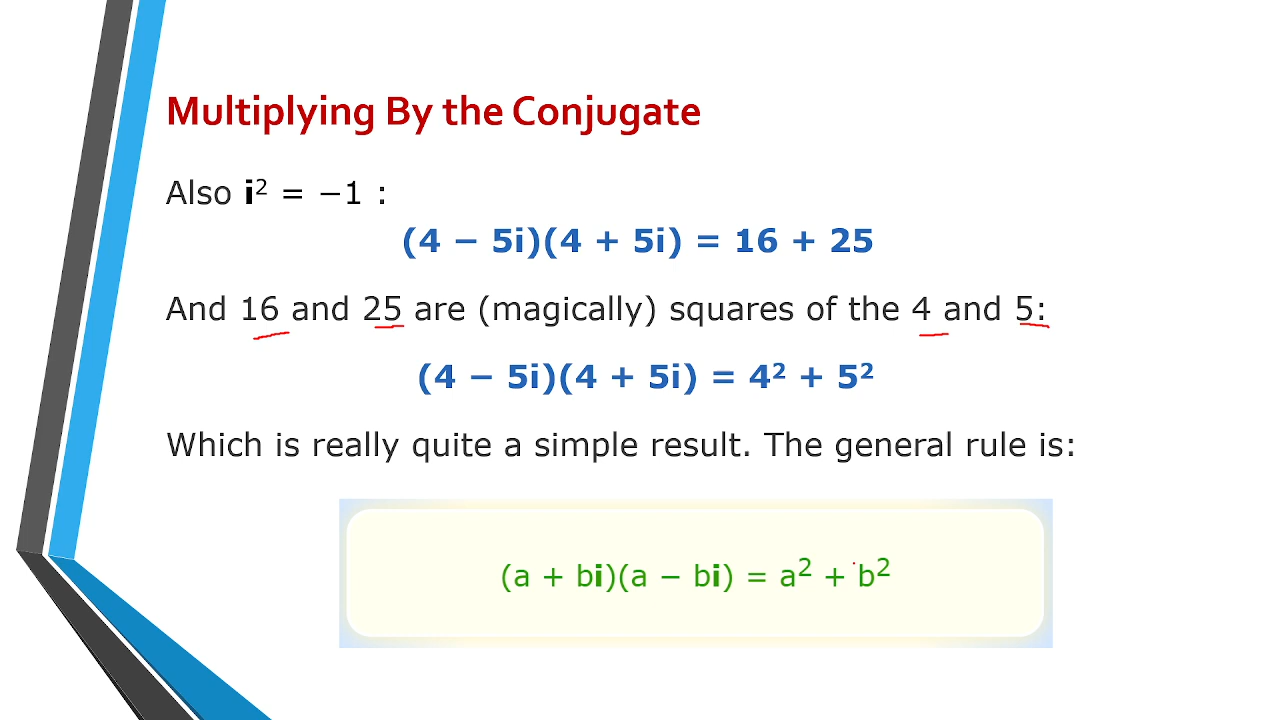 Multiplying By the Conjugate
Also i² = −1 :
(4 − 5i)(4 + 5i) = 16 + 25
And 16 and 25 are (magically) squares of the 4 and 5:
(4 − 5i)(4 + 5i) = 4² + 5²
Which is really quite a simple result. The general rule is:
(a + bi)(a − bi) = a² + b²